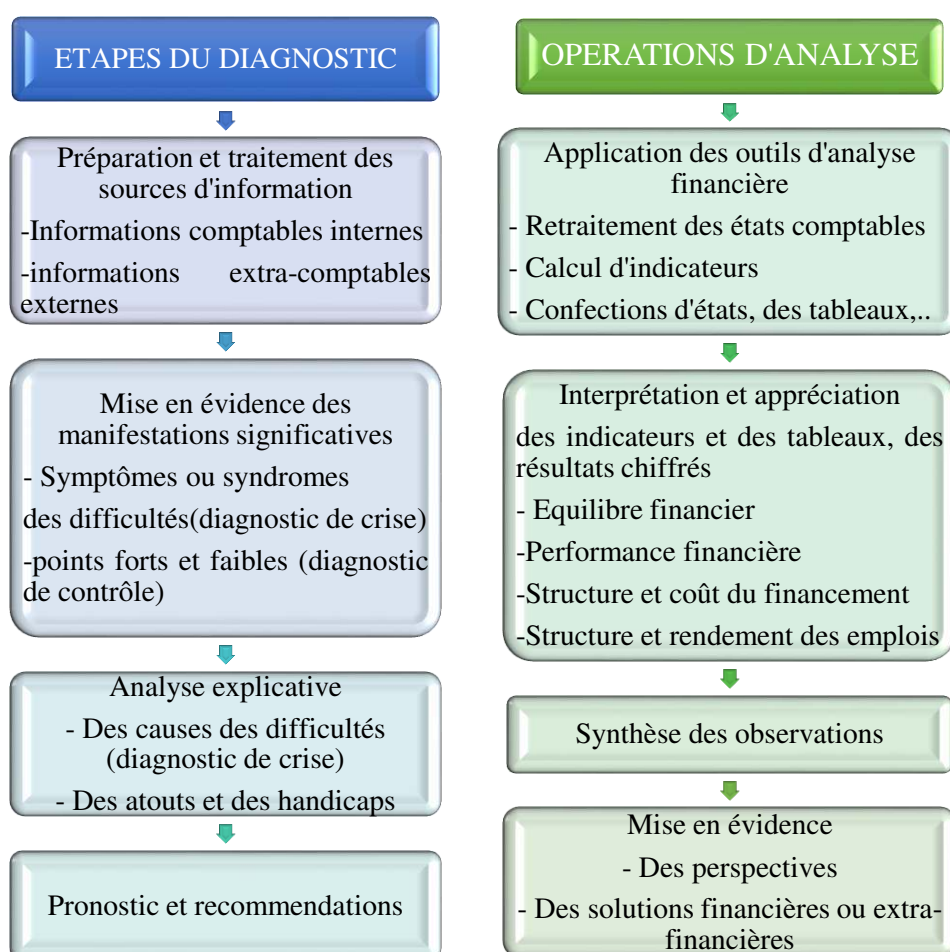 ETAPES DU DIAGNOSTIC
Préparation et traitement des
sources d'information
-Informations comptables internes
-informations extra-comptables
externes
Mise en évidence des
manifestations significatives
- Symptômes ou syndromes
des difficultés(diagnostic de crise)
-points forts et faibles (diagnostic
de contrôle)
Analyse explicative
- Des causes des difficultés
(diagnostic de crise)
- Des atouts et des handicaps
Pronostic et recommendations
OPERATIONS D'ANALYSE
Application des outils d'analyse
financière
- Retraitement des états comptables
- Calcul d'indicateurs
- Confections d'états, des tableaux,..
Interprétation et appréciation
des indicateurs et des tableaux, des
résultats chiffrés
- Equilibre financier
-Performance financière
-Structure et coût du financement
-Structure et rendement des emplois
Synthèse des observations
Mise en évidence
- Des perspectives
- Des solutions financières ou extra-
financières